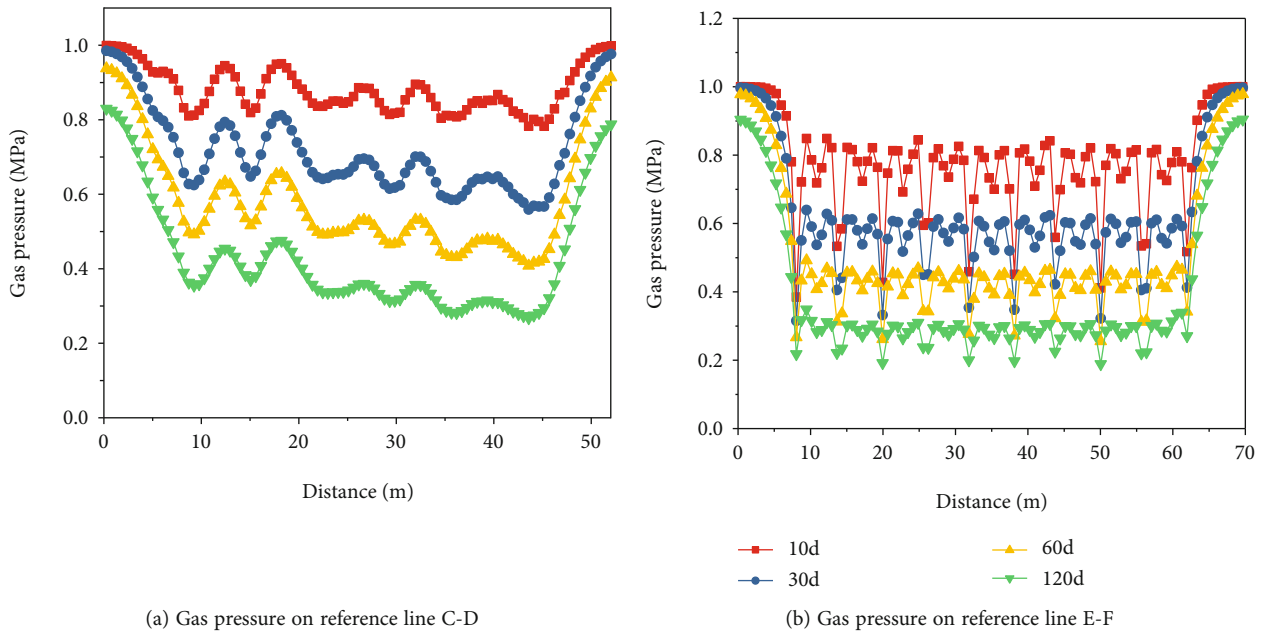 1.0
0.8
0.6
0.4
0.2
0.0
Gas pressure (MPa)
0 10 20 30 40 50
Distance (m)
(a) Gas pressure on reference line C-D
1.2
1.0
0.8
0.6
0.4
0.2
0.0
Gas pressure (MPa)
0 10 20 30 40 50 60 70
Distance (m)
10d 60d
30d 120d
(b) Gas pressure on reference line E-F